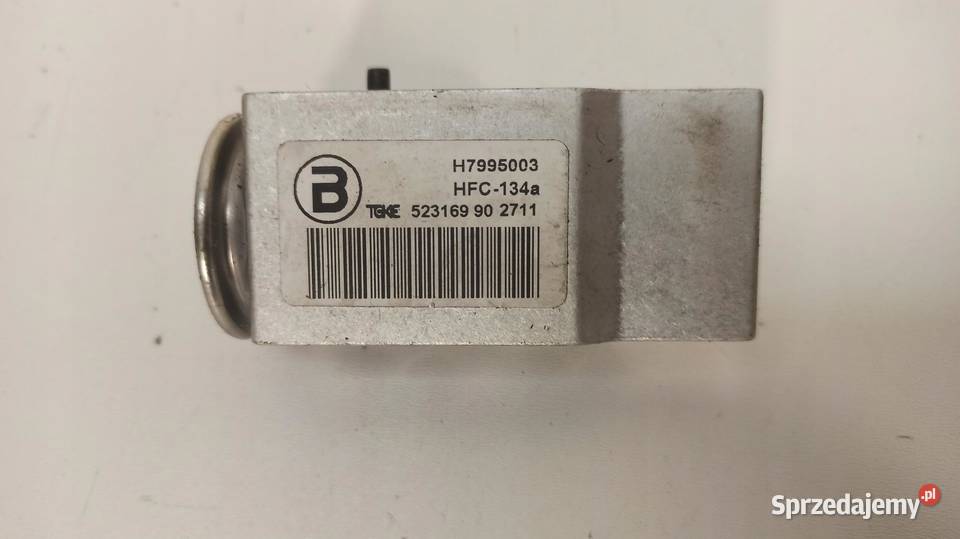 B
H7995003
HFC-134a
TGKE 523169 90 2711
Sprzedajemy.pl